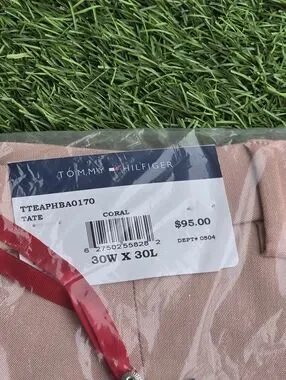 TOMMY HILFIGER
TTEAPHBA0170
TATE
CORAL
$95.00
6 27502 55828 2
DEPT# 0504
30W X 30L